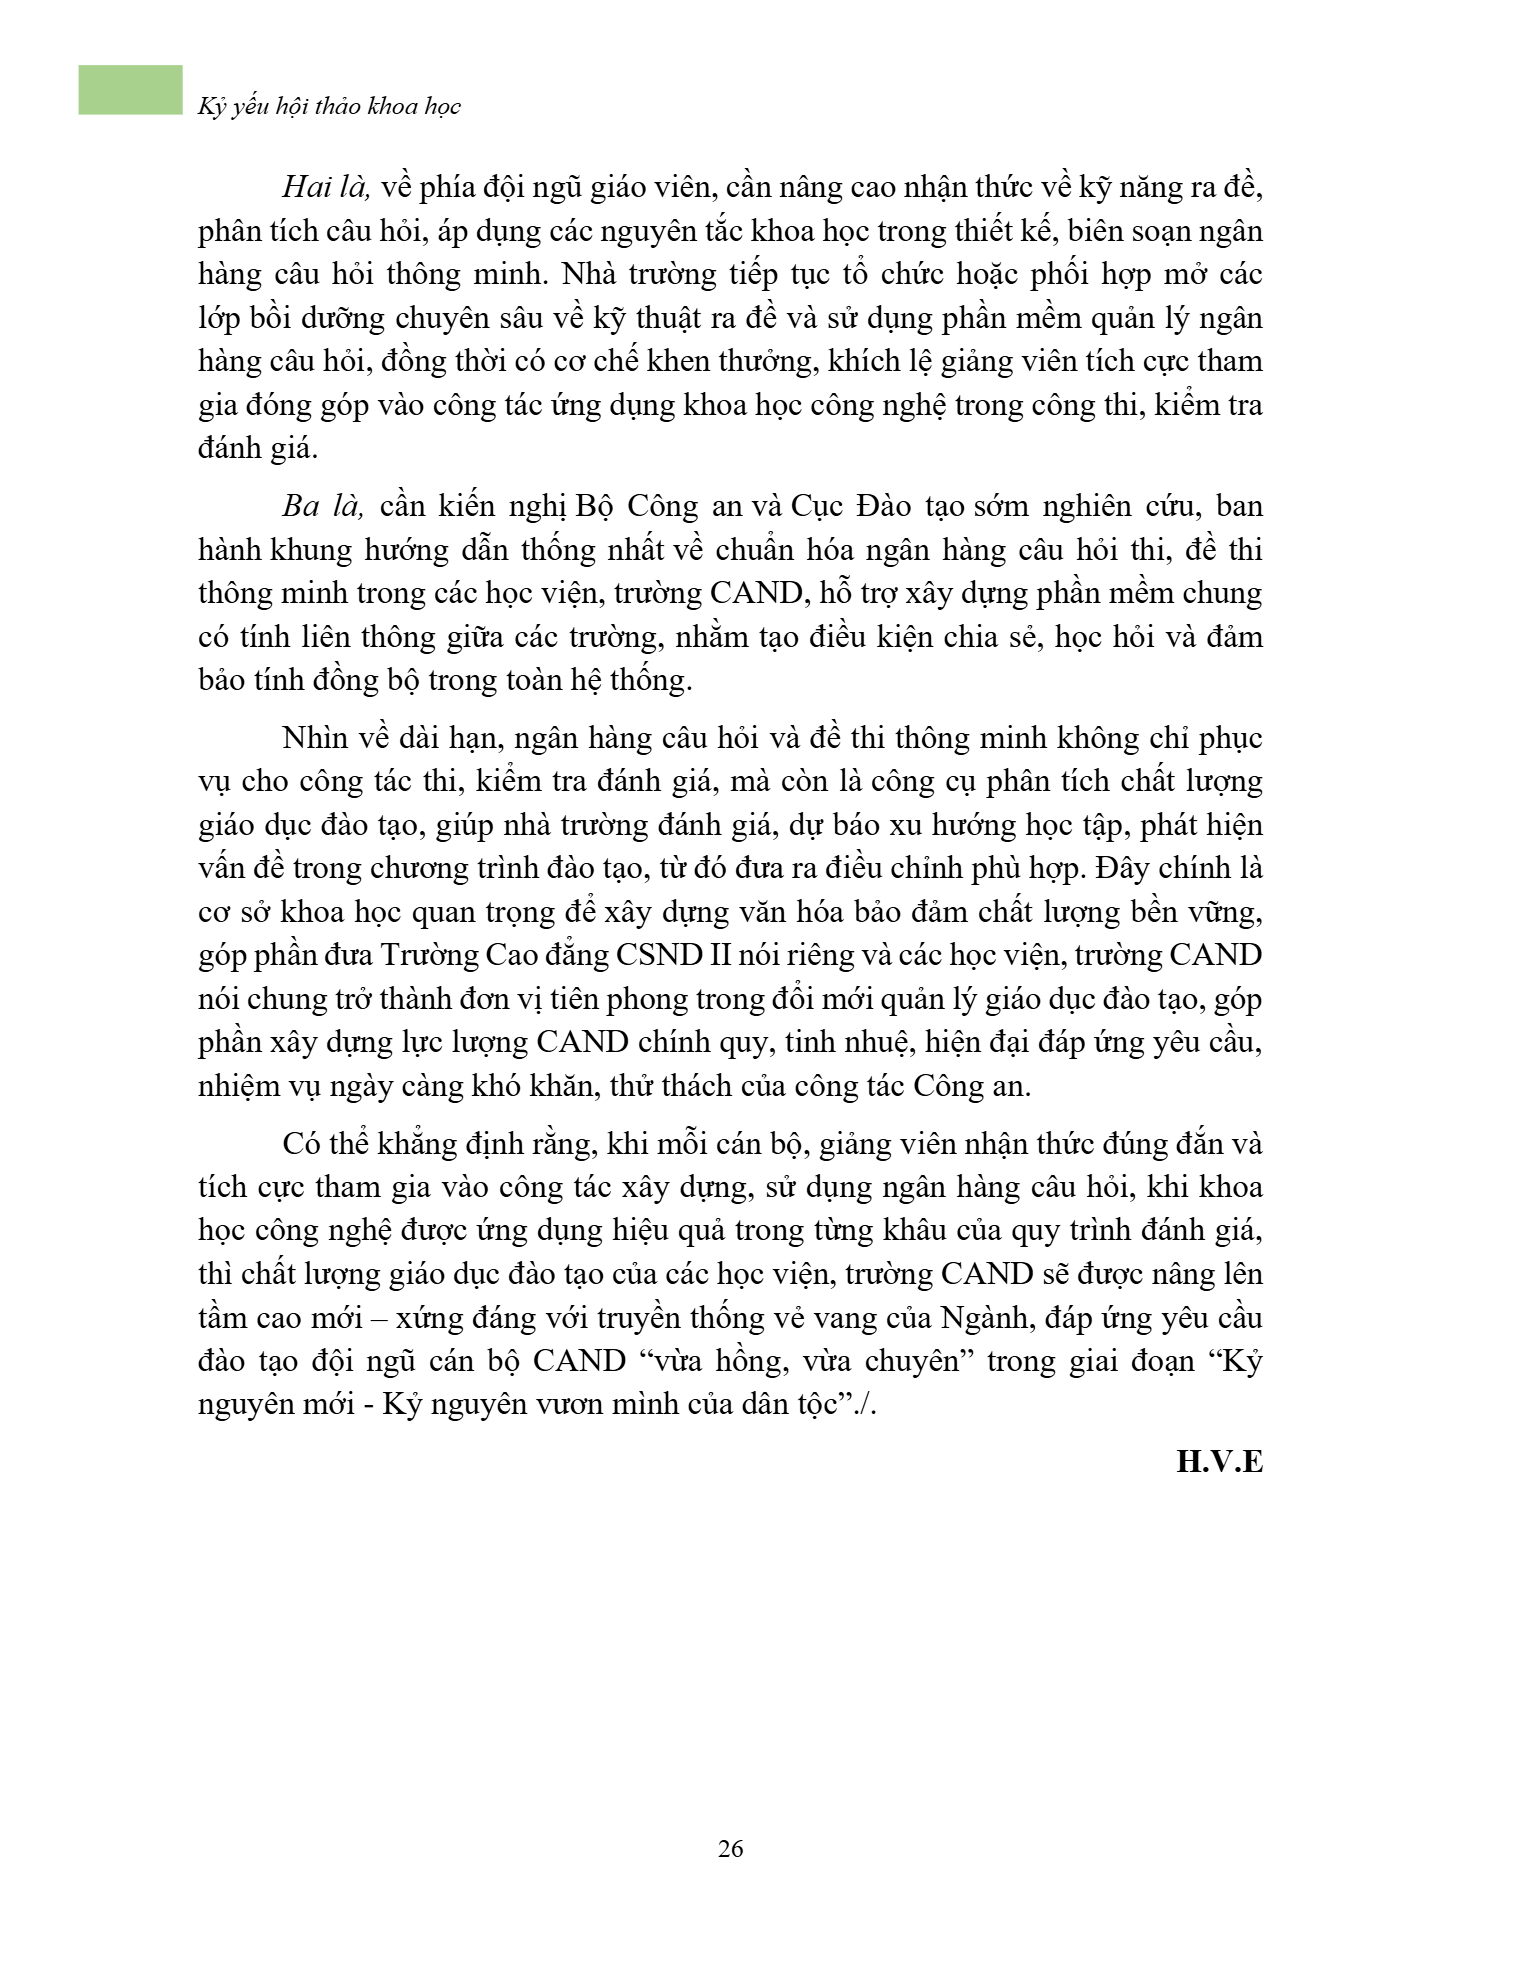 Kỷ yếu hội thảo khoa học
Hai là, về phía đội ngũ giáo viên, cần nâng cao nhận thức về kỹ năng ra đề,
phân tích câu hỏi, áp dụng các nguyên tắc khoa học trong thiết kế, biên soạn ngân
hàng câu hỏi thông minh. Nhà trường tiếp tục tổ chức hoặc phối hợp mở các
lớp bồi dưỡng chuyên sâu về kỹ thuật ra đề và sử dụng phần mềm quản lý ngân
hàng câu hỏi, đồng thời có cơ chế khen thưởng, khích lệ giảng viên tích cực tham
gia đóng góp vào công tác ứng dụng khoa học công nghệ trong công thi, kiểm tra
đánh giá.
Ba là, cần kiến nghị Bộ Công an và Cục Đào tạo sớm nghiên cứu, ban
hành khung hướng dẫn thống nhất về chuẩn hóa ngân hàng câu hỏi thi, đề thi
thông minh trong các học viện, trường CAND, hỗ trợ xây dựng phần mềm chung
có tính liên thông giữa các trường, nhằm tạo điều kiện chia sẻ, học hỏi và đảm
bảo tính đồng bộ trong toàn hệ thống.
Nhìn về dài hạn, ngân hàng câu hỏi và đề thi thông minh không chỉ phục
vụ cho công tác thi, kiểm tra đánh giá, mà còn là công cụ phân tích chất lượng
giáo dục đào tạo, giúp nhà trường đánh giá, dự báo xu hướng học tập, phát hiện
vấn đề trong chương trình đào tạo, từ đó đưa ra điều chỉnh phù hợp. Đây chính là
cơ sở khoa học quan trọng để xây dựng văn hóa bảo đảm chất lượng bền vững,
góp phần đưa Trường Cao đẳng CSND II nói riêng và các học viện, trường CAND
nói chung trở thành đơn vị tiên phong trong đổi mới quản lý giáo dục đào tạo, góp
phần xây dựng lực lượng CAND chính quy, tinh nhuệ, hiện đại đáp ứng yêu cầu,
nhiệm vụ ngày càng khó khăn, thử thách của công tác Công an.
Có thể khẳng định rằng, khi mỗi cán bộ, giảng viên nhận thức đúng đắn và
tích cực tham gia vào công tác xây dựng, sử dụng ngân hàng câu hỏi, khi khoa
học công nghệ được ứng dụng hiệu quả trong từng khâu của quy trình đánh giá,
thì chất lượng giáo dục đào tạo của các học viện, trường CAND sẽ được nâng lên
tầm cao mới – xứng đáng với truyền thống vẻ vang của Ngành, đáp ứng yêu cầu
đào tạo đội ngũ cán bộ CAND “vừa hồng, vừa chuyên” trong giai đoạn “Kỷ
nguyên mới - Kỷ nguyên vươn mình của dân tộc”./.
H.V.E
26